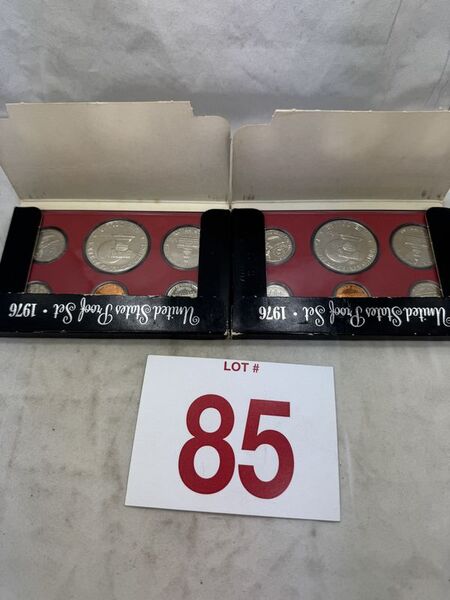 United States Proof Set • 1976
United States Proof Set • 1976
LOT #
85